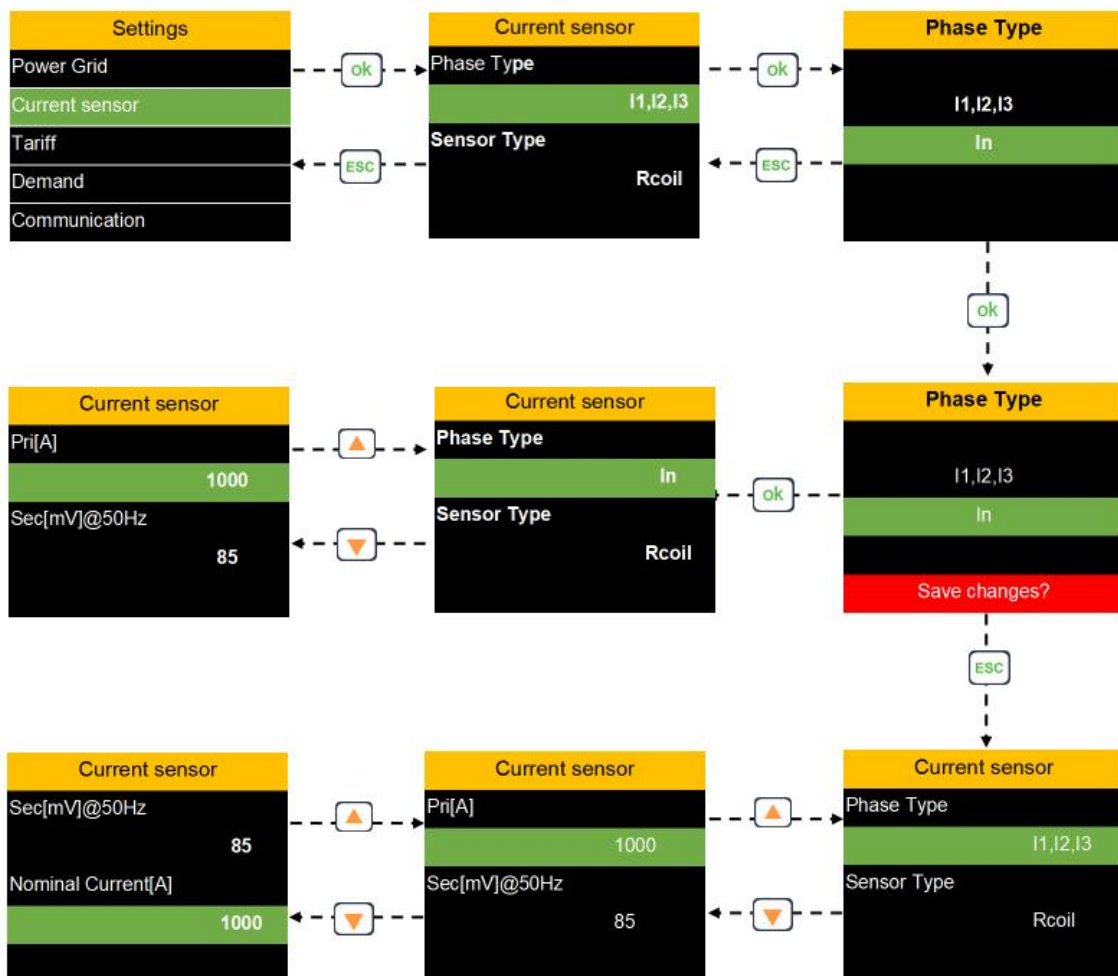 Settings
Power Grid
Current sensor
Tariff
Demand
Communication
ok
ESC
Current sensor
Phase Type
I1,I2,I3
Sensor Type
Rcoil
ok
ESC
Phase Type
I1,I2,I3
In
ok
Current sensor
Pri[A]
1000
Sec[mV]@50Hz
85
Current sensor
Phase Type
In
Sensor Type
Rcoil
ok
Phase Type
I1,I2,I3
In
Save changes?
ESC
Current sensor
Sec[mV]@50Hz
85
Nominal Current[A]
1000
Current sensor
Pri[A]
1000
Sec[mV]@50Hz
85
Current sensor
Phase Type
I1,I2,I3
Sensor Type
Rcoil